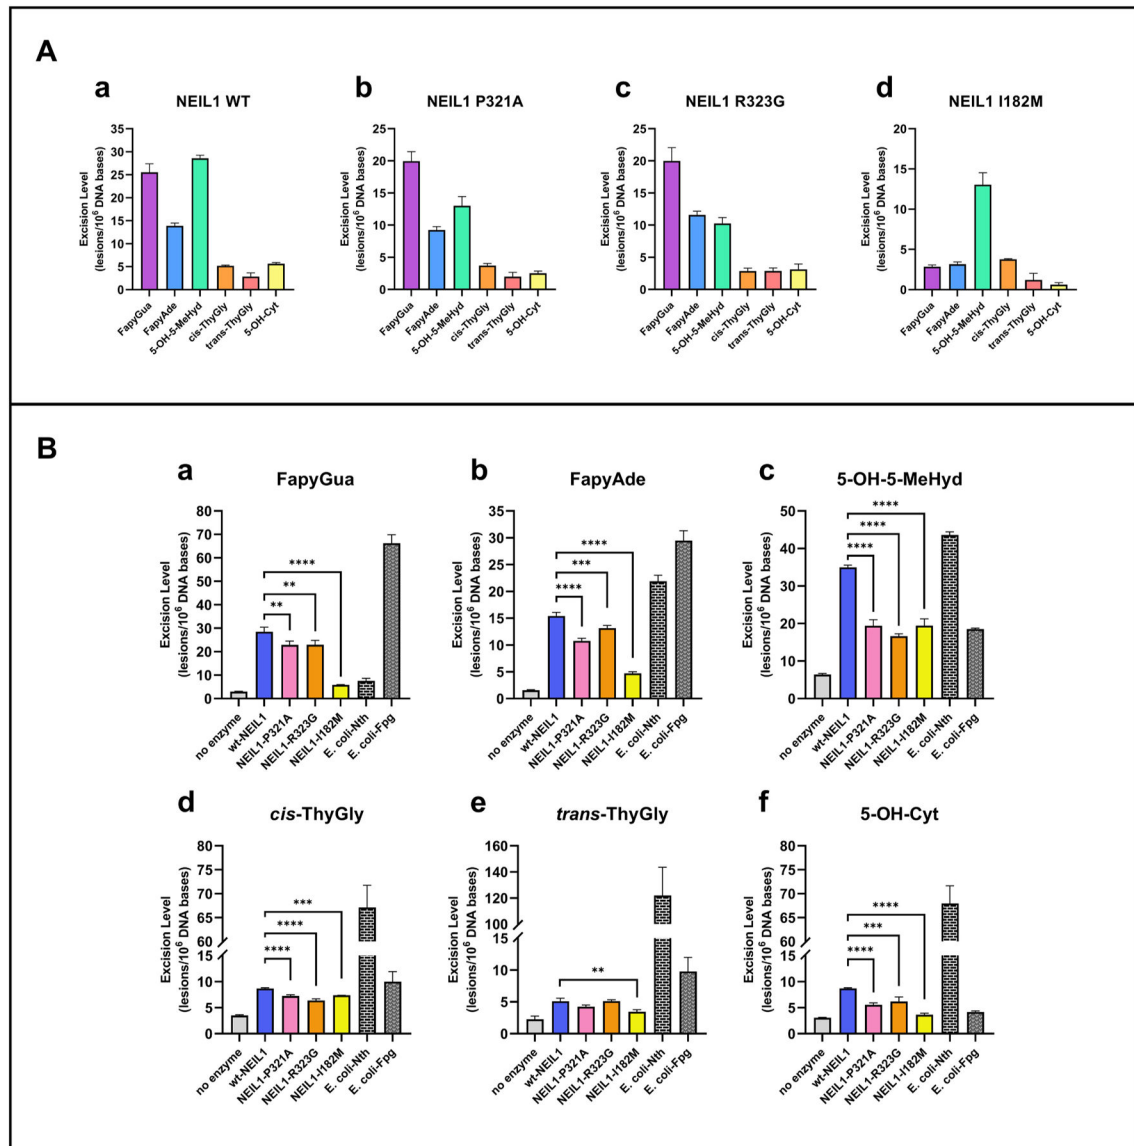 A
a
NEIL1 WT
Excision Level
(lesions/10⁶ DNA bases)
35
30
25
20
15
10
5
0
FapyGua
FapyAde
5-OH-5-MeHyd
cis-ThyGly
trans-ThyGly
5-OH-Cyt
b
NEIL1 P321A
Excision Level
(lesions/10⁶ DNA bases)
25
20
15
10
5
0
FapyGua
FapyAde
5-OH-5-MeHyd
cis-ThyGly
trans-ThyGly
5-OH-Cyt
c
NEIL1 R323G
Excision Level
(lesions/10⁶ DNA bases)
25
20
15
10
5
0
FapyGua
FapyAde
5-OH-5-MeHyd
cis-ThyGly
trans-ThyGly
5-OH-Cyt
d
NEIL1 I182M
Excision Level
(lesions/10⁶ DNA bases)
20
15
10
5
0
FapyGua
FapyAde
5-OH-5-MeHyd
cis-ThyGly
trans-ThyGly
5-OH-Cyt
B
a
FapyGua
Excision Level
(lesions/10⁶ DNA bases)
80
70
60
50
40
30
20
10
0
****
**
**
no enzyme
wt-NEIL1
NEIL1-P321A
NEIL1-R323G
NEIL1-I182M
E. coli-Nth
E. coli-Fpg
b
FapyAde
Excision Level
(lesions/10⁶ DNA bases)
35
30
25
20
15
10
5
0
****
***
****
no enzyme
wt-NEIL1
NEIL1-P321A
NEIL1-R323G
NEIL1-I182M
E. coli-Nth
E. coli-Fpg
c
5-OH-5-MeHyd
Excision Level
(lesions/10⁶ DNA bases)
50
40
30
20
10
0
****
****
****
no enzyme
wt-NEIL1
NEIL1-P321A
NEIL1-R323G
NEIL1-I182M
E. coli-Nth
E. coli-Fpg
d
cis-ThyGly
Excision Level
(lesions/10⁶ DNA bases)
80
75
70
65
60
15
10
5
0
***
****
****
no enzyme
wt-NEIL1
NEIL1-P321A
NEIL1-R323G
NEIL1-I182M
E. coli-Nth
E. coli-Fpg
e
trans-ThyGly
Excision Level
(lesions/10⁶ DNA bases)
160
140
120
100
15
10
5
0
**
no enzyme
wt-NEIL1
NEIL1-P321A
NEIL1-R323G
NEIL1-I182M
E. coli-Nth
E. coli-Fpg
f
5-OH-Cyt
Excision Level
(lesions/10⁶ DNA bases)
80
75
70
65
60
15
10
5
0
****
***
****
no enzyme
wt-NEIL1
NEIL1-P321A
NEIL1-R323G
NEIL1-I182M
E. coli-Nth
E. coli-Fpg